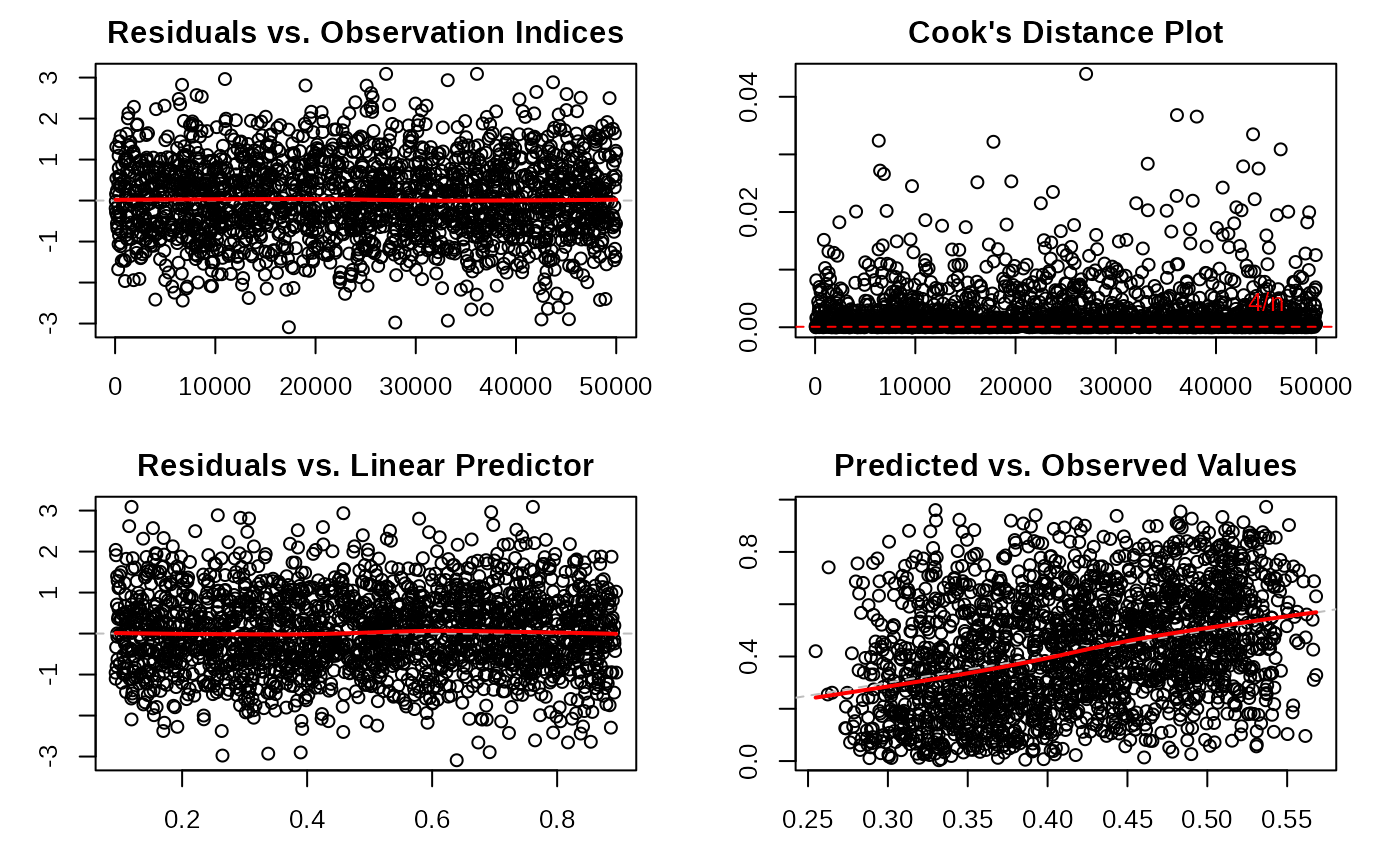 Residuals vs. Observation Indices
3
2
1
-1
-3
0 10000 20000 30000 40000 50000
Cook's Distance Plot
0.04
0.02
0.00
4/n
0 10000 20000 30000 40000 50000
Residuals vs. Linear Predictor
3
2
1
-1
-3
0.2 0.4 0.6 0.8
Predicted vs. Observed Values
0.8
0.4
0.0
0.25 0.30 0.35 0.40 0.45 0.50 0.55